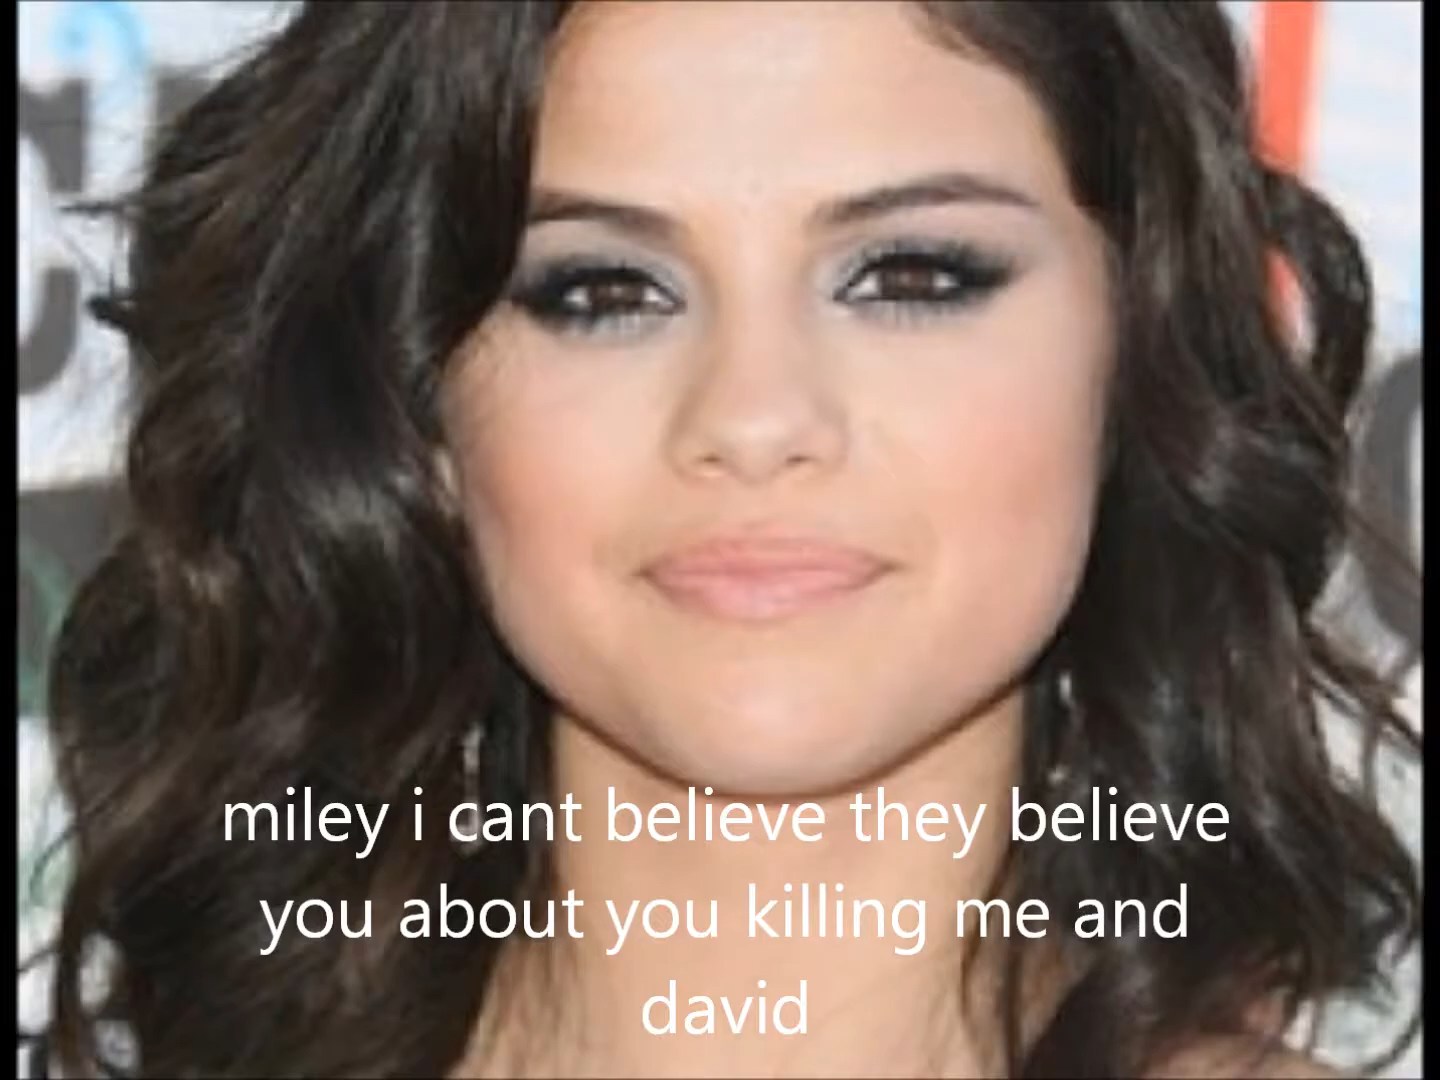 miley i cant believe they believe
you about you killing me and
david